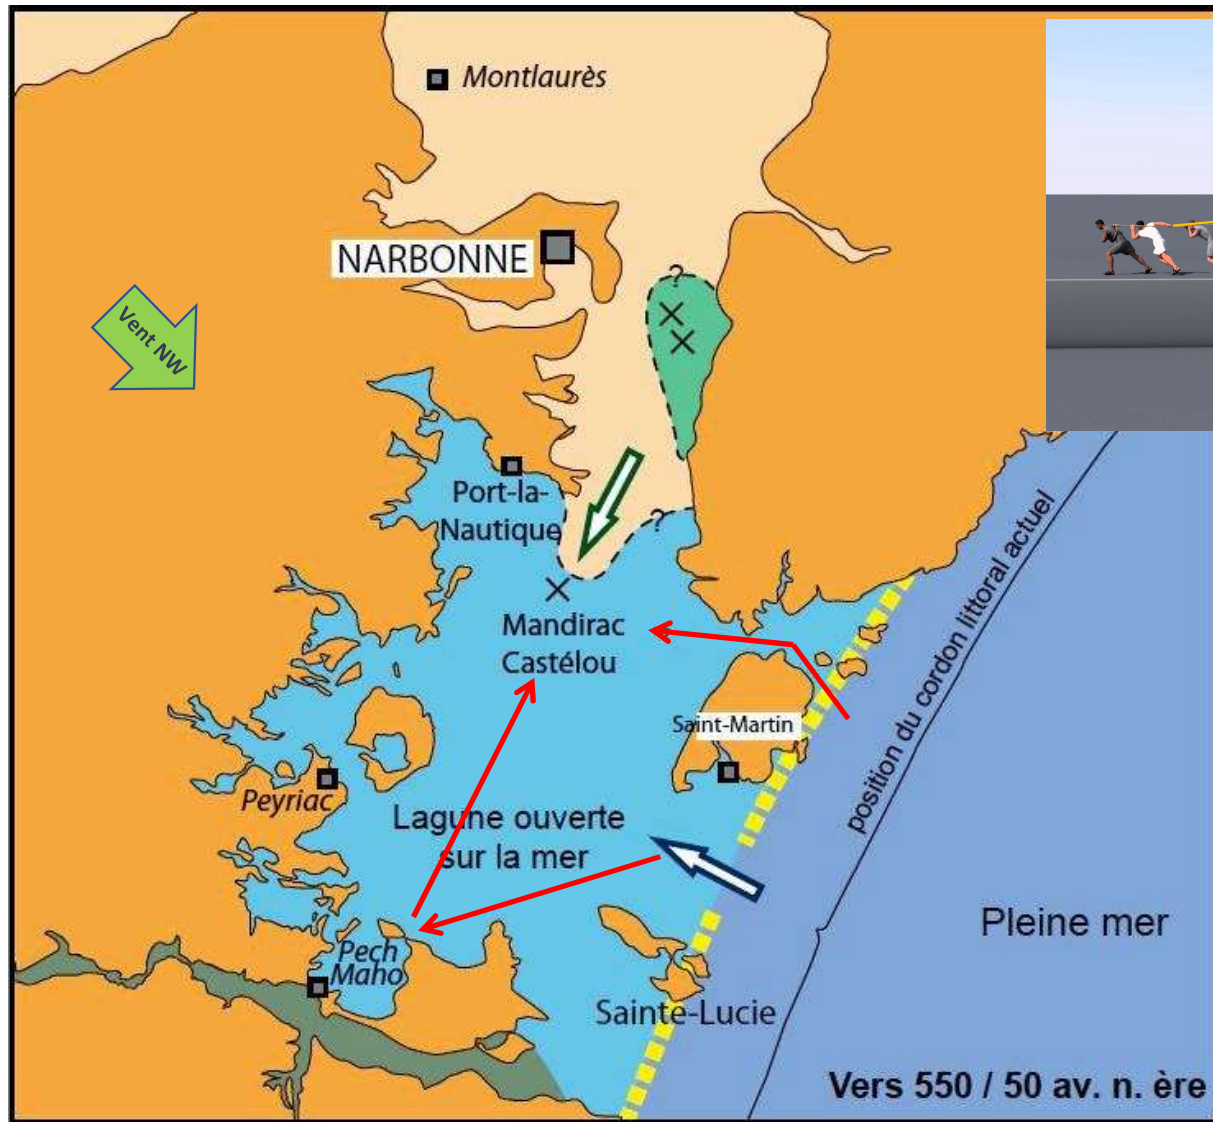 Montlaurès
NARBONNE
?
Vent NW
Port-la-
Nautique
?
Mandirac
Castélou
Saint-Martin
position du cordon littoral actuel
Peyriac
Lagune ouverte
sur la mer
Pleine mer
Pech
Maho
Sainte-Lucie
Vers 550 / 50 av. n. ère